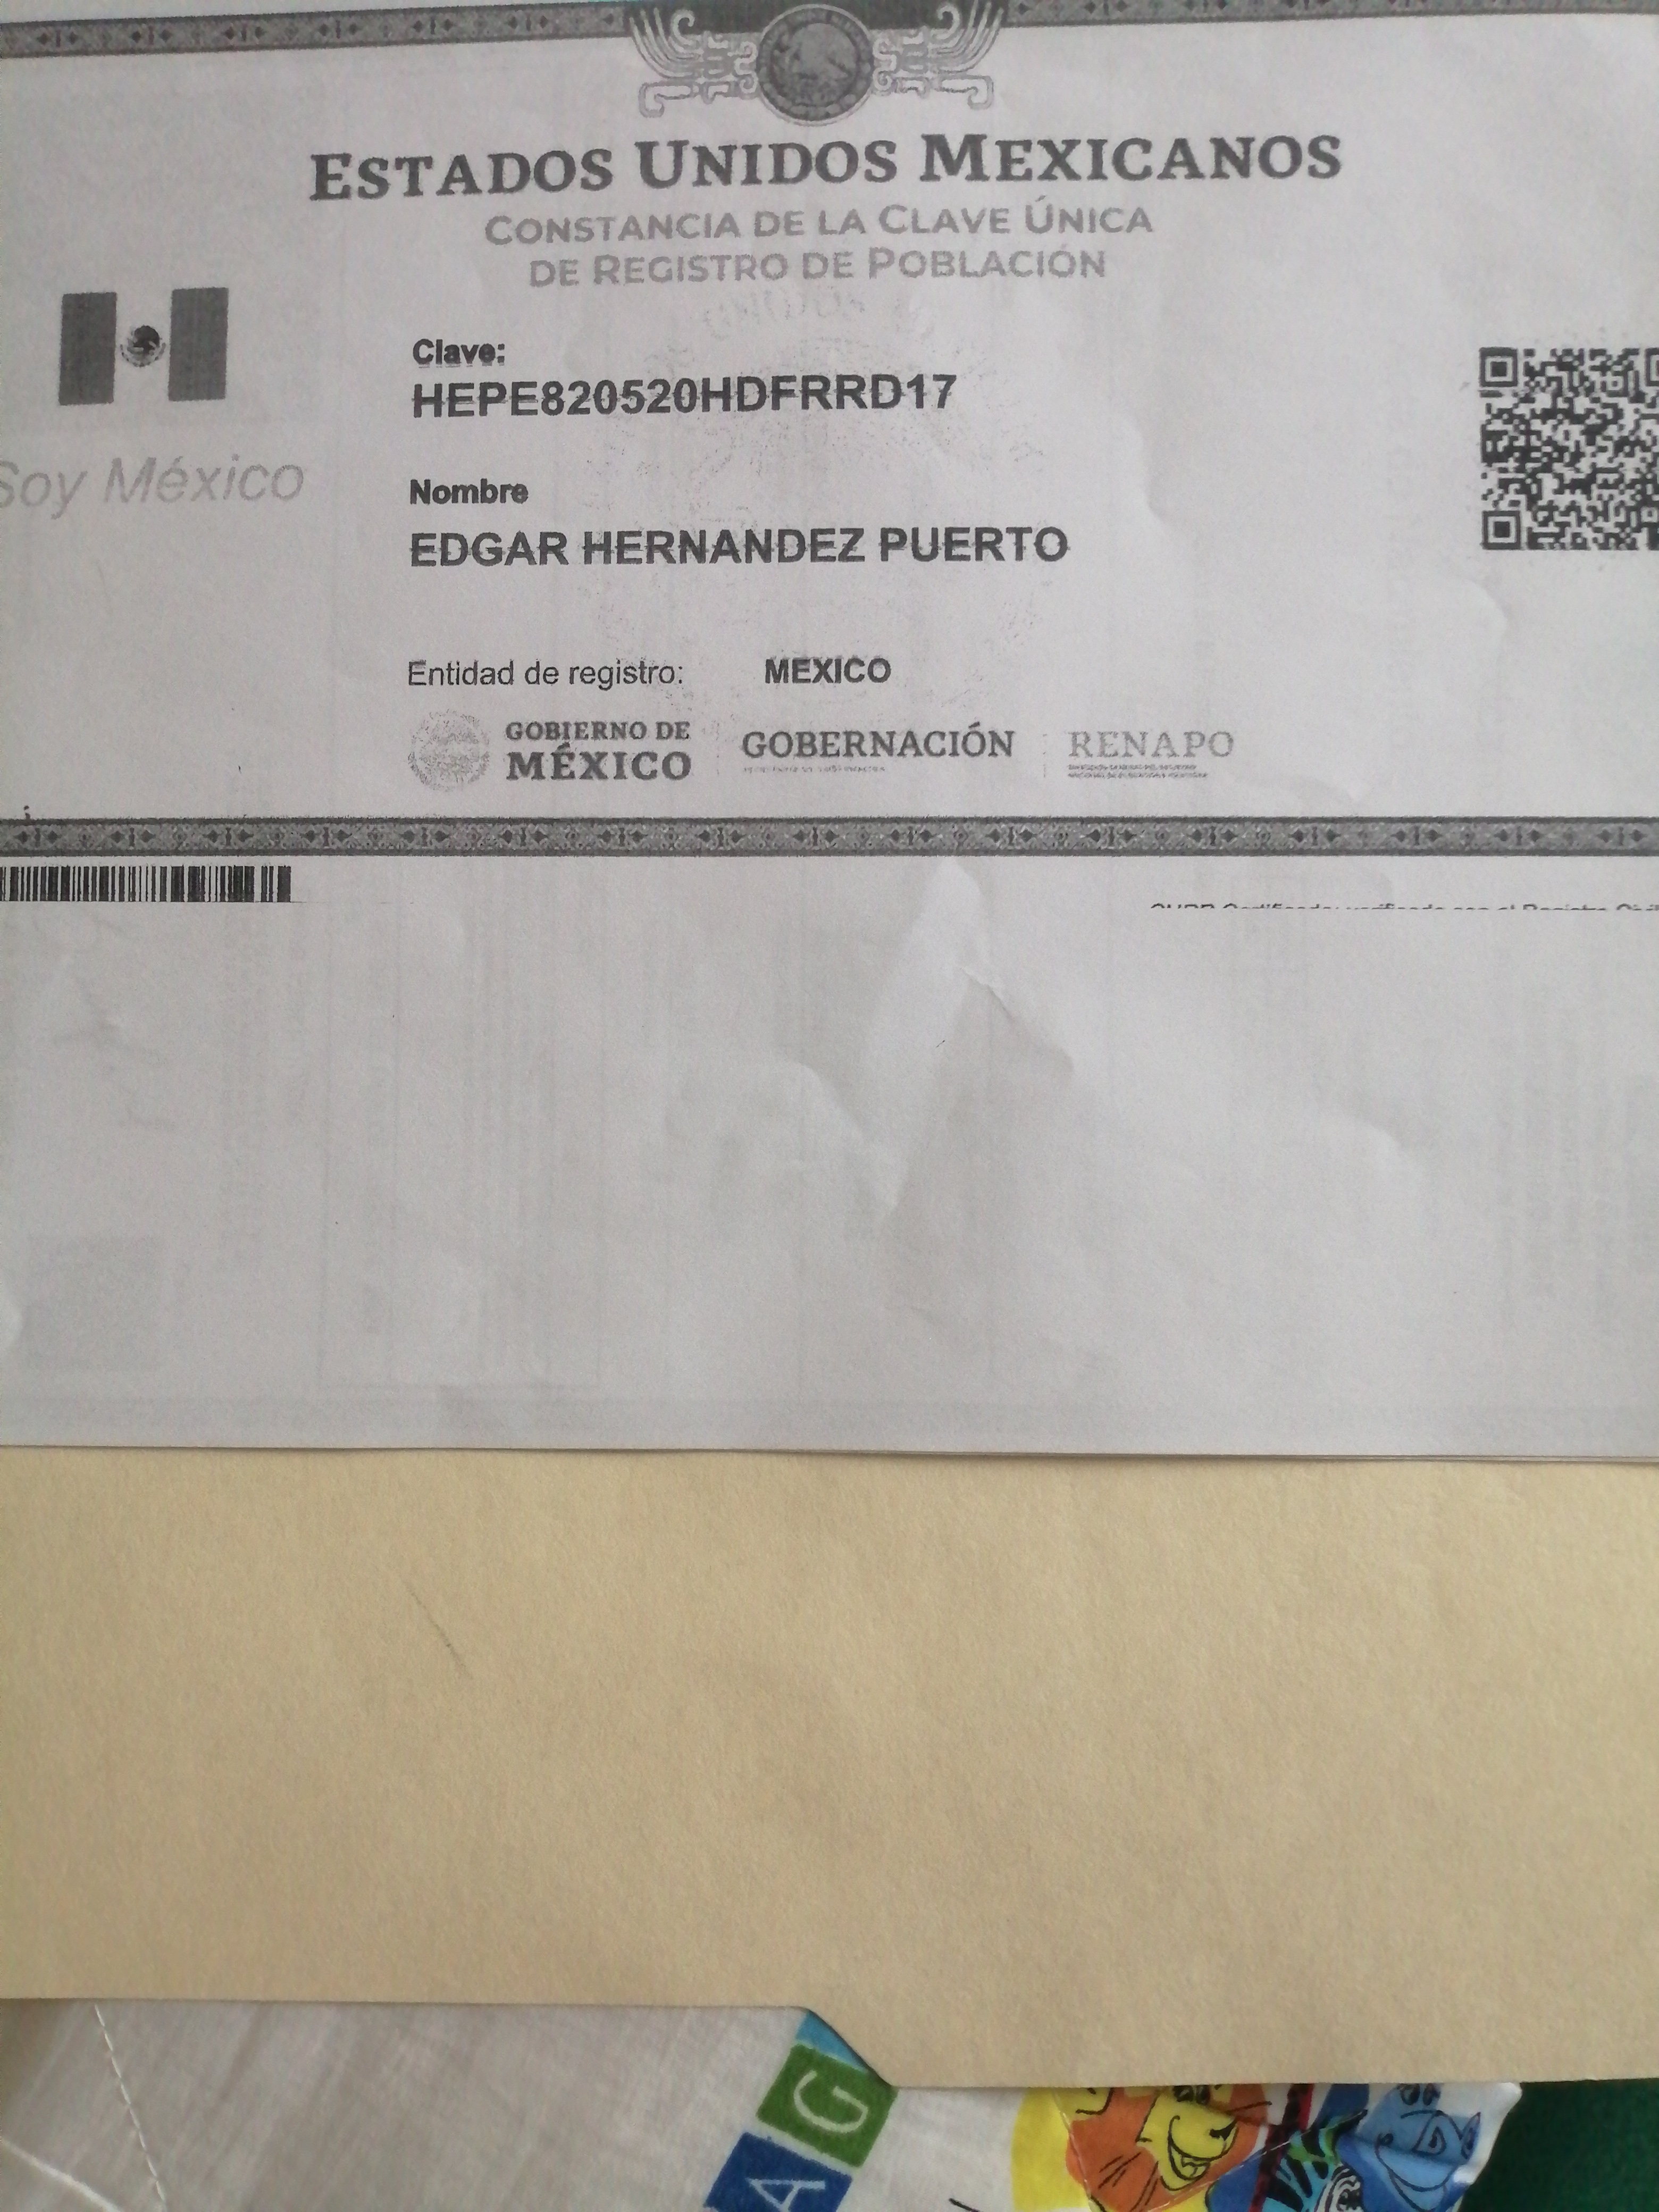 ESTADOS UNIDOS MEXICANOS
CONSTANCIA DE LA CLAVE ÚNICA
DE REGISTRO DE POBLACIÓN
Soy México
Clave:
HEPE820520HDFRRD17
Nombre
EDGAR HERNANDEZ PUERTO
Entidad de registro: MEXICO
GOBIERNO DE
MÉXICO
GOBERNACIÓN
RENAPO
G
A